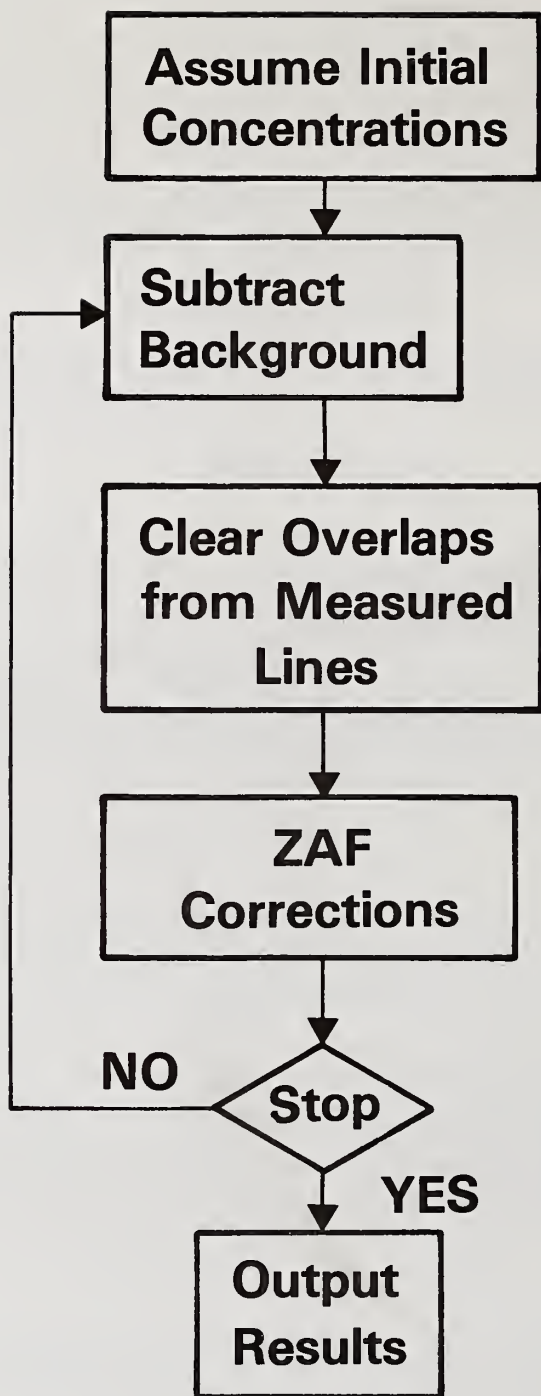 Assume Initial
Concentrations
Subtract
Background
Clear Overlaps
from Measured
Lines
ZAF
Corrections
NO
Stop
YES
Output
Results